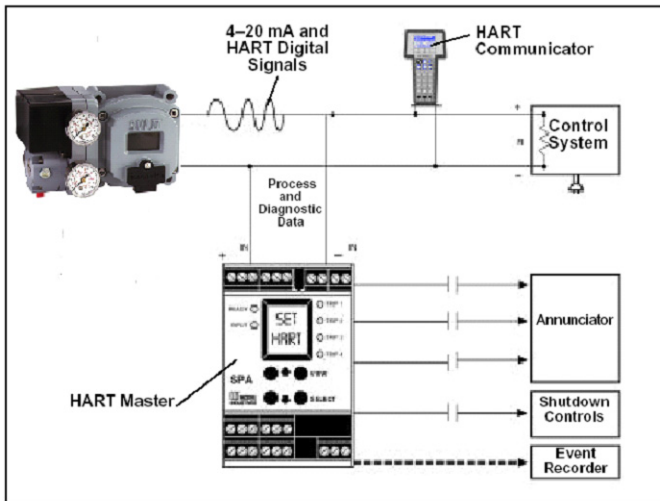 4–20 mA and
HART Digital
Signals
HART
Communicator
+
Control
System
–
Process
and
Diagnostic
Data
+
IN
–
IN
READY
INPUT
SET
HART
TRIP 1
TRIP 2
TRIP 3
TRIP 4
VIEW
SPA
SELECT
HART Master
Annunciator
Shutdown
Controls
Event
Recorder